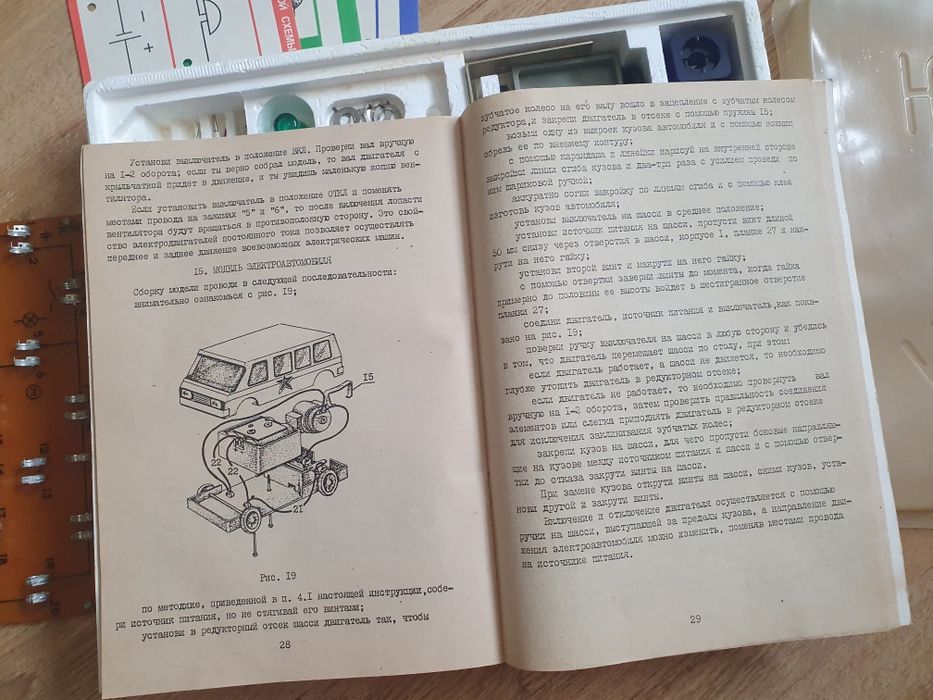 ОЙ СХЕМЫ
Установи выключатель в положение ВКЛ. Проверни вал вручную
на I-2 оборота; если ты верно собрал модель, то вал двигателя с
крыльчаткой придет в движение, и ты увидишь маленькую копию вен-
тилятора.
Если установить выключатель в положение ОТКЛ и поменять
местами провода на зажимах "5" и "6", то после включения лопасти
вентилятора будут вращаться в противоположную сторону. Это свой-
ство электродвигателей постоянного тока позволяет осуществлять
переднее и заднее движение всевозможных электрических машин.
I5. МОДЕЛЬ ЭЛЕКТРОАВТОМОБИЛЯ
Сборку модели проводи в следующей последовательности:
внимательно ознакомься с рис. I9;
15
22
22
21
Рис. I9
по методике, приведенной в п. 4.I настоящей инструкции,собе-
ри источник питания, но не стягивай его винтами;
установи в редукторный отсек шасси двигатель так, чтобы
28
зубчатое колесо на его валу вошло в зацепление с зубчатым колесом
редуктора,и закрепи двигатель в отсеке с помощью пружины I5;
возьми одну из выкроек кузова автомобиля и с помощью ножниц
обрежь ее по внешнему контуру;
с помощью карандаша и линейки нарисуй на внутренней стороне
выкройки линии сгиба кузова и два-три раза с усилием проведи по
ним шариковой ручкой;
аккуратно согни выкройку по линиям сгиба и с помощью клея
изготовь кузов автомобиля;
установи выключатель на шасси в среднее положение;
установи источник питания на шасси, пропусти винт длиной
50 мм снизу через отверстия в шасси, корпусе I, планке 27 и нак-
рути на него гайку;
установи второй винт и накрути на него гайку;
с помощью отвертки заверни винты до момента, когда гайка
примерно до половины ее высоты войдет в шестигранное отверстие
планки 27;
соедини двигатель, источник питания и выключатель,как пока-
зано на рис. I9;
поверни ручку выключателя на шасси в любую сторону и убедись
в том, что двигатель перемещает шасси по столу, при этом:
если двигатель работает, а шасси не движется, то необходимо
глубже утопить двигатель в редукторном отсеке;
если двигатель не работает, то необходимо провернуть вал
вручную на I-2 оборота, затем проверить правильность соединения
элементов или слегка приподнять двигатель в редукторном отсеке
для исключения заклинивания зубчатых колес;
закрепи кузов на шасси, для чего пропусти боковые направляю-
щие на кузове между источником питания и шасси и с помощью отвер-
тки до отказа закрути винты на шасси.
При замене кузова открути винты на шасси, сними кузов, уста-
нови другой и закрути винты.
Включение и отключение двигателя осуществляется с помощью
ручки на шасси, выступающей за пределы кузова, а направление дви-
жения электроавтомобиля можно изменить, поменяв местами провода
на источнике питания.
29